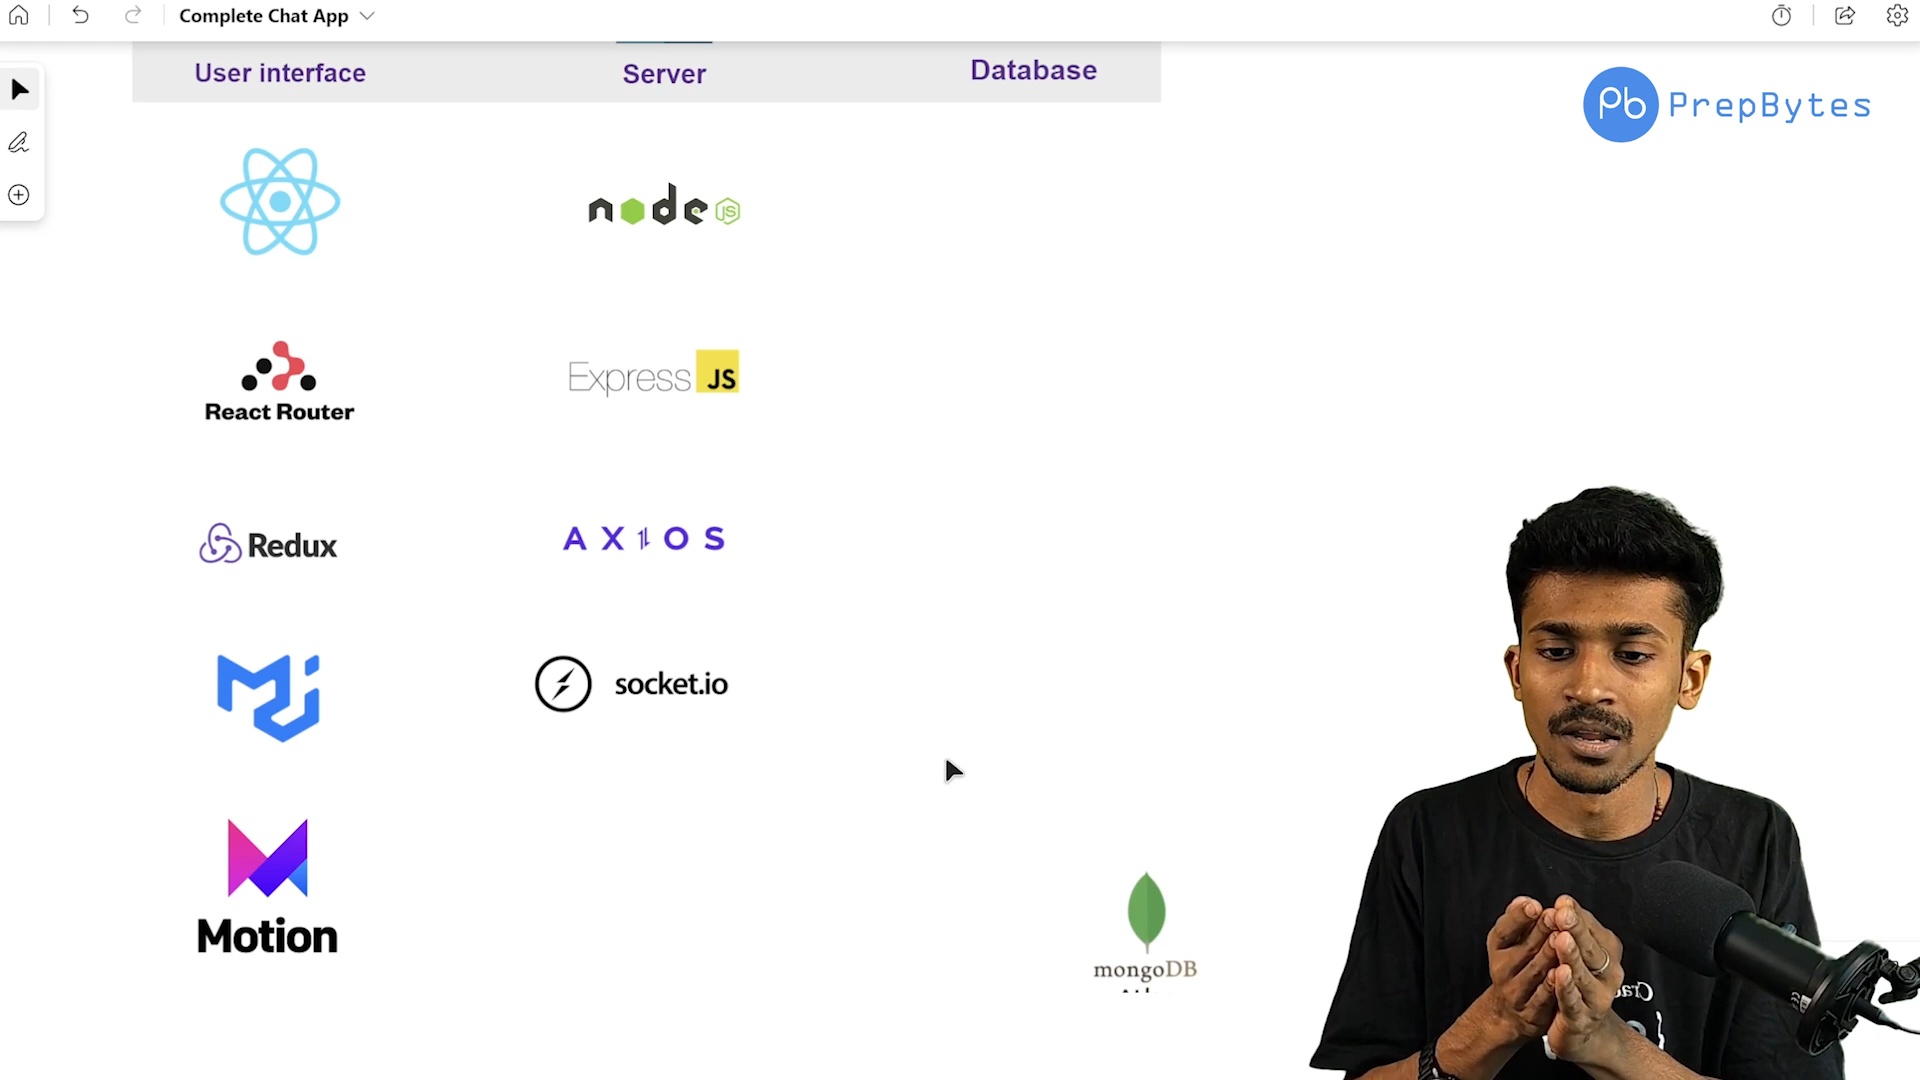 Complete Chat App
User interface
Server
Database
Pb PrepBytes
node JS
React Router
Express JS
Redux
AXIOS
socket.io
Motion
mongoDB